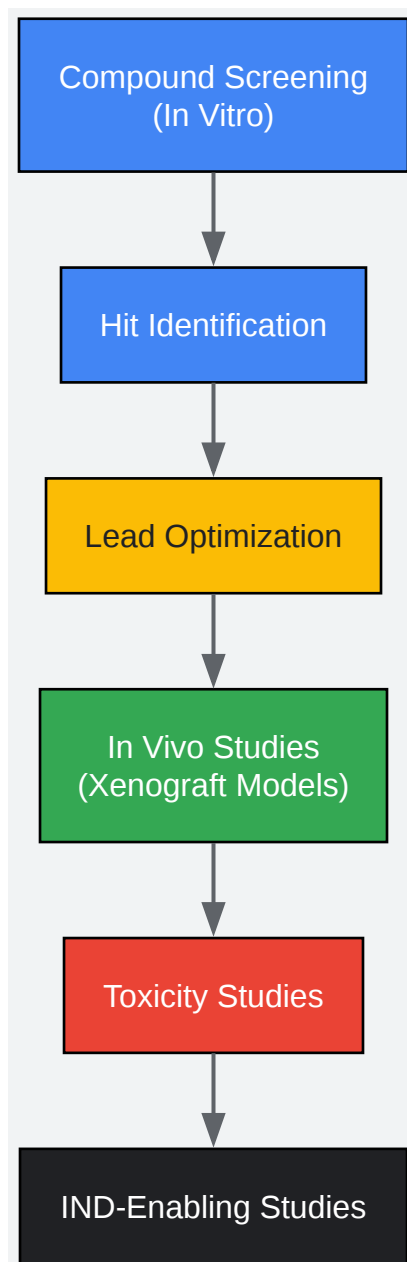 Compound Screening
(In Vitro)
Hit Identification
Lead Optimization
In Vivo Studies
(Xenograft Models)
Toxicity Studies
IND-Enabling Studies